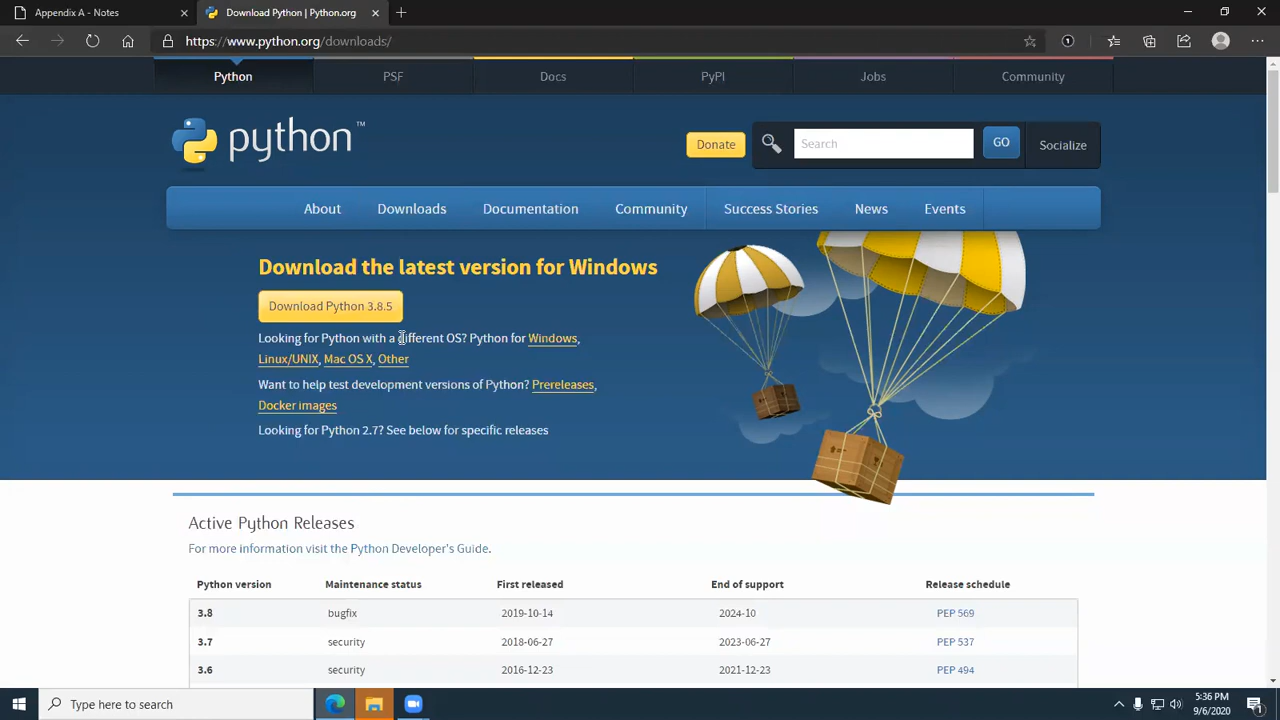 Appendix A - Notes
Download Python | Python.org
https://www.python.org/downloads/
Python
PSF
Docs
PyPI
Jobs
Community
python™
Donate
Search
GO
Socialize
About
Downloads
Documentation
Community
Success Stories
News
Events
Download the latest version for Windows
Download Python 3.8.5
Looking for Python with a different OS? Python for Windows,
Linux/UNIX, Mac OS X, Other
Want to help test development versions of Python? Prereleases,
Docker images
Looking for Python 2.7? See below for specific releases
Active Python Releases
For more information visit the Python Developer's Guide.
Python version Maintenance status First released End of support Release schedule
3.8 bugfix 2019-10-14 2024-10 PEP 569
3.7 security 2018-06-27 2023-06-27 PEP 537
3.6 security 2016-12-23 2021-12-23 PEP 494
Type here to search
5:36 PM
9/6/2020